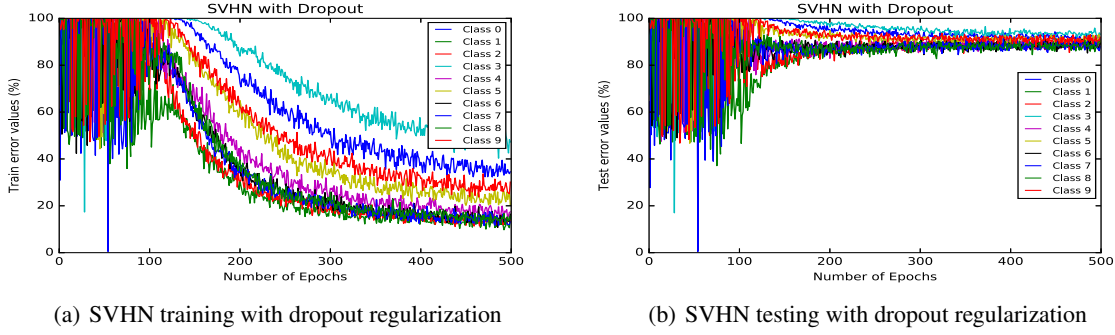 SVHN with Dropout
Train error values (%)
100
80
60
40
20
0
0 100 200 300 400 500
Number of Epochs
Class 0
Class 1
Class 2
Class 3
Class 4
Class 5
Class 6
Class 7
Class 8
Class 9
(a) SVHN training with dropout regularization
SVHN with Dropout
Test error values (%)
100
80
60
40
20
0
0 100 200 300 400 500
Number of Epochs
Class 0
Class 1
Class 2
Class 3
Class 4
Class 5
Class 6
Class 7
Class 8
Class 9
(b) SVHN testing with dropout regularization